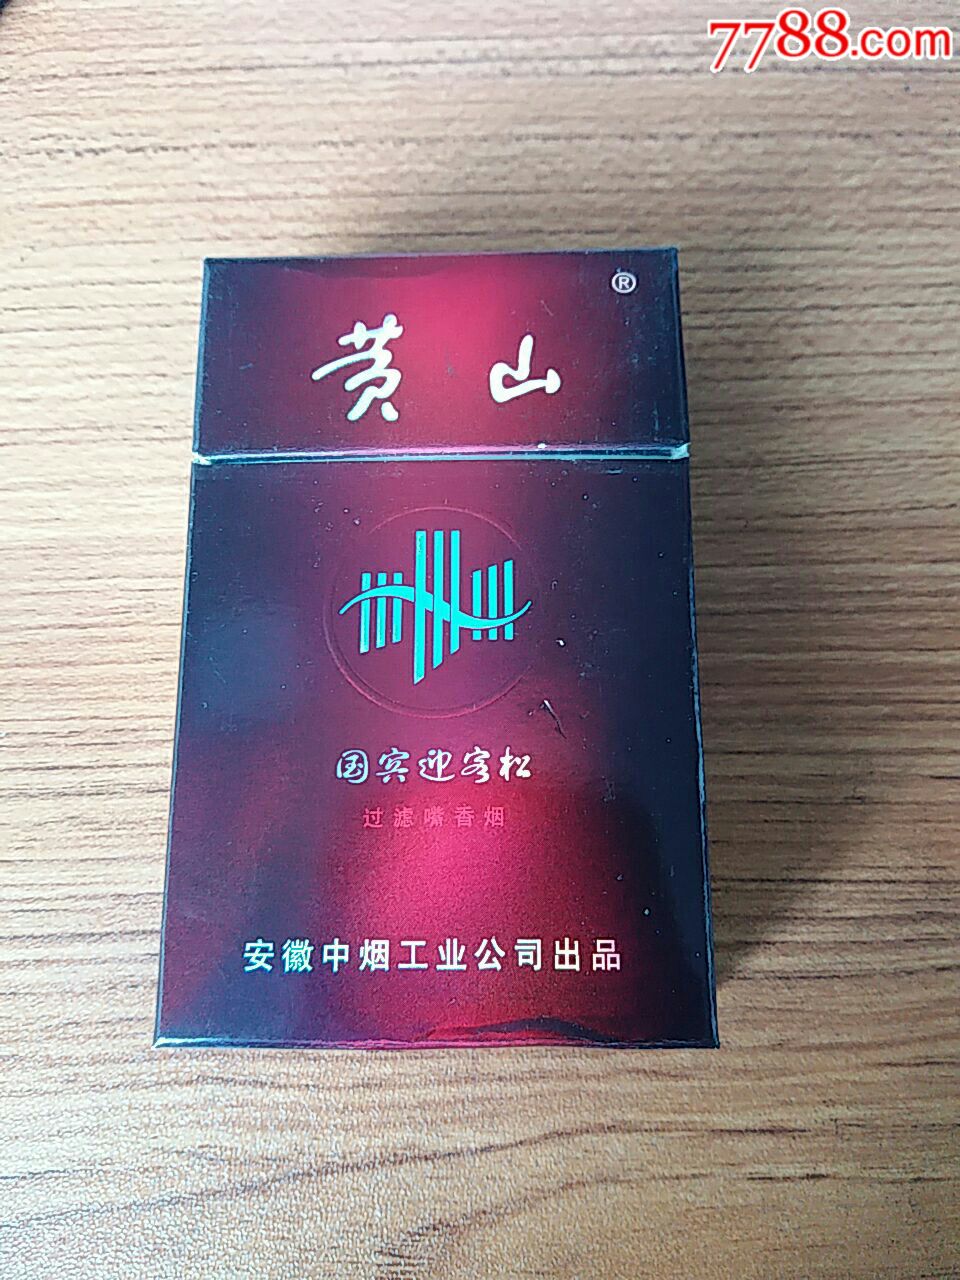 7788.com
®
黄山
国宾迎客松
过滤嘴香烟
安徽中烟工业公司出品